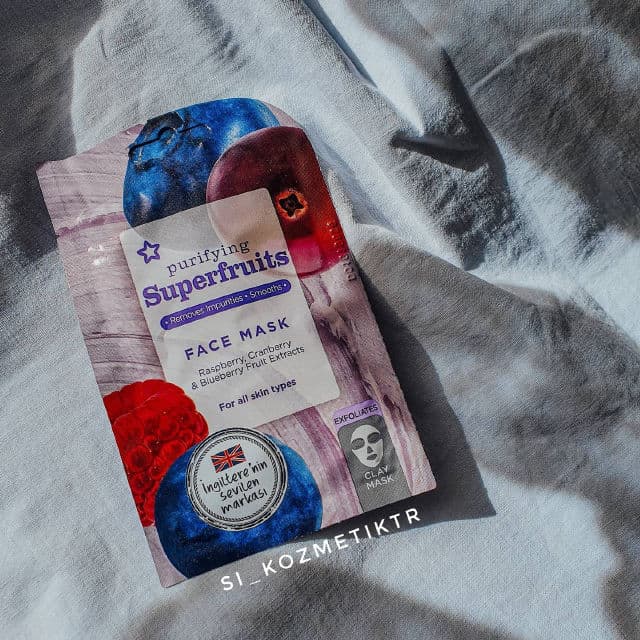 purifying
Superfruits
Removes Impurities • Smooths •
FACE MASK
Raspberry, Cranberry
& Blueberry Fruit Extracts
For all skin types
EXFOLIATES
CLAY
MASK
İngiltere'nin
sevilen
markası
SI_KOZMETIKTR